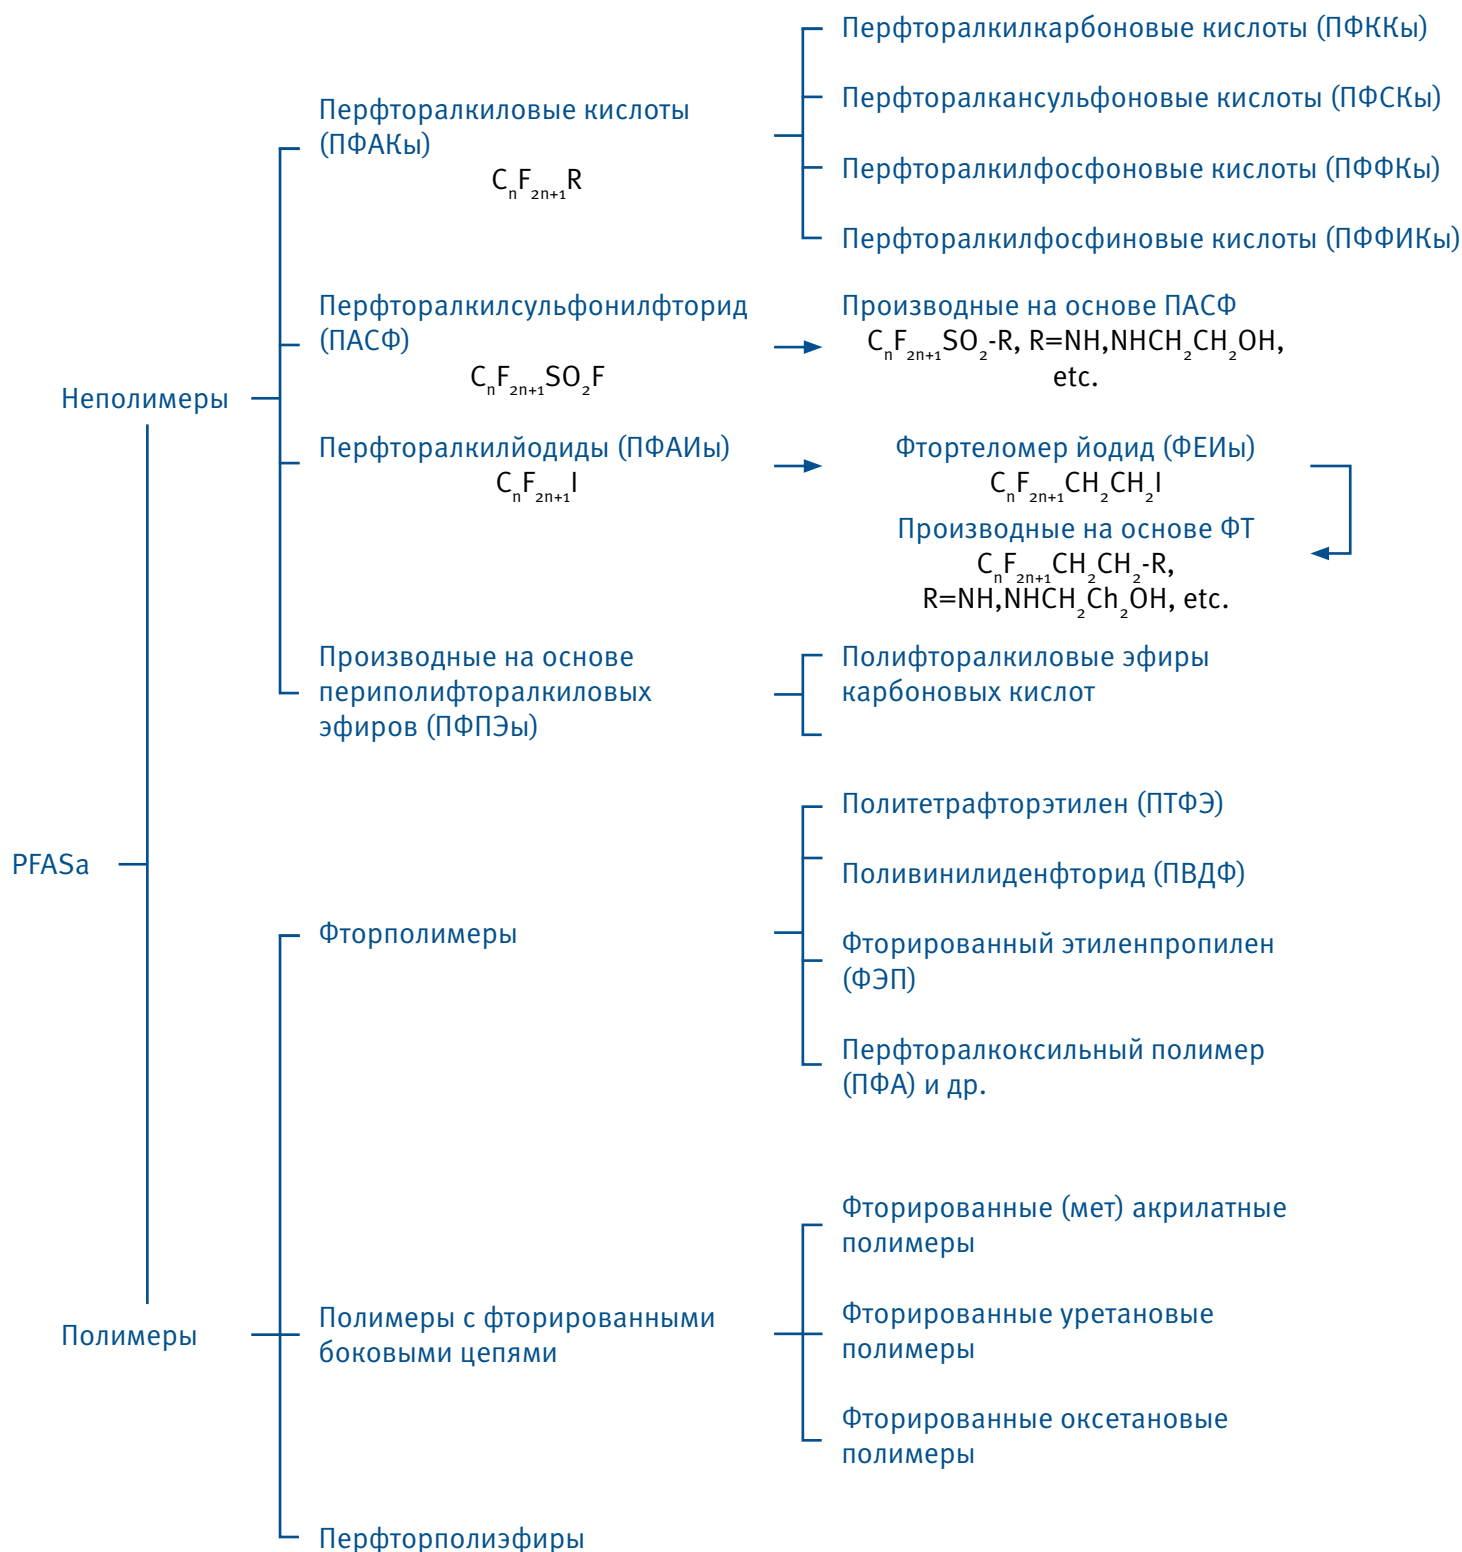 Перфторалкилкарбоновые кислоты (ПФККы)
Перфторалкансульфоновые кислоты (ПФСКы)
Перфторалкиловые кислоты
(ПФАКы)
CₙF₂ₙ₊₁R
Перфторалкилфосфоновые кислоты (ПФФКы)
Перфторалкилфосфиновые кислоты (ПФФИКы)
Перфторалкилсульфонилфторид
(ПАСФ)
CₙF₂ₙ₊₁SO₂F
Производные на основе ПАСФ
CₙF₂ₙ₊₁SO₂-R, R=NH,NHCH₂CH₂OH,
etc.
Неполимеры
Перфторалкилйодиды (ПФАИы)
CₙF₂ₙ₊₁I
Фтортеломер йодид (ФЕИы)
CₙF₂ₙ₊₁CH₂CH₂I
Производные на основе ФТ
CₙF₂ₙ₊₁CH₂CH₂-R,
R=NH,NHCH₂Ch₂OH, etc.
Производные на основе
периполифторалкиловых
эфиров (ПФПЭы)
Полифторалкиловые эфиры
карбоновых кислот
PFASa
Политетрафторэтилен (ПТФЭ)
Поливинилиденфторид (ПВДФ)
Фторполимеры
Фторированный этиленпропилен
(ФЭП)
Перфторалкоксильный полимер
(ПФА) и др.
Полимеры
Фторированные (мет) акрилатные
полимеры
Полимеры с фторированными
боковыми цепями
Фторированные уретановые
полимеры
Фторированные оксетановые
полимеры
Перфторполиэфиры